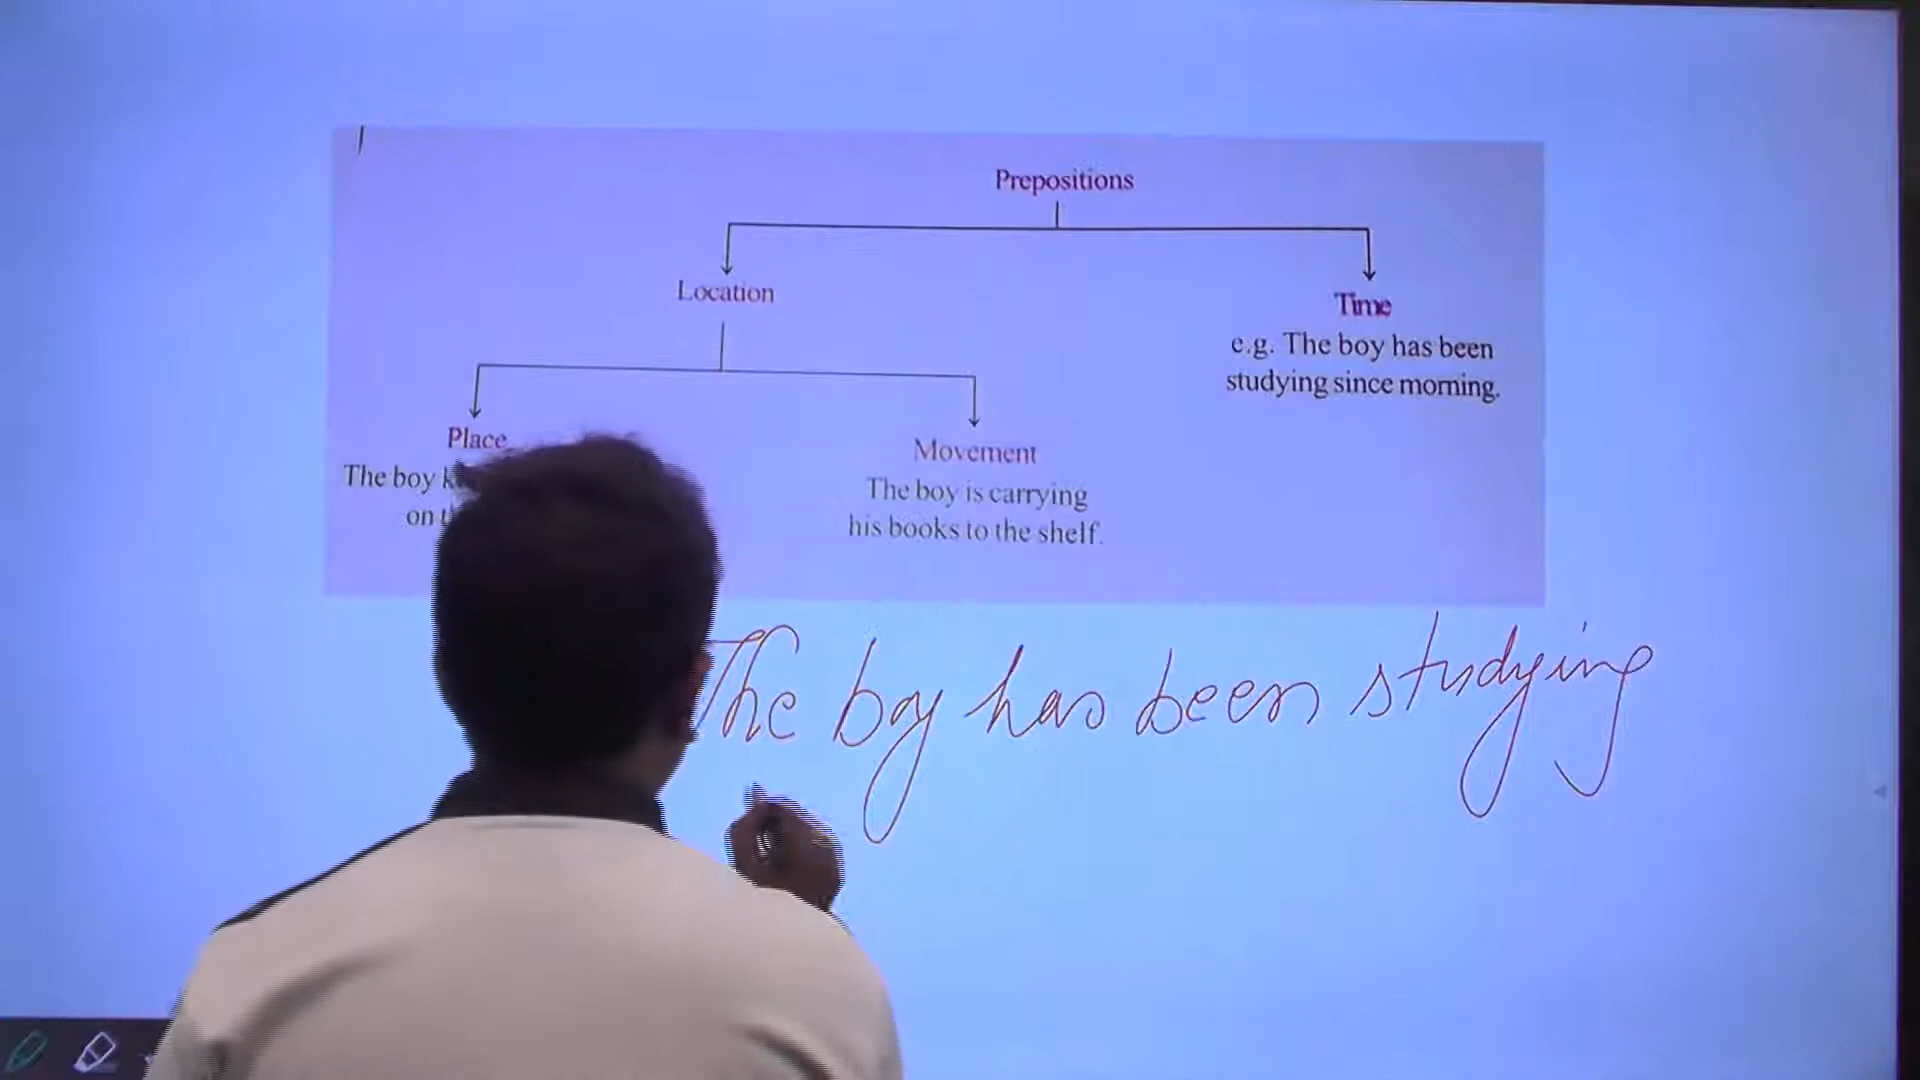 Prepositions
Location
Time
e.g. The boy has been
studying since morning.
Place
The boy
on
Movement
The boy is carrying
his books to the shelf.
The boy has been studying